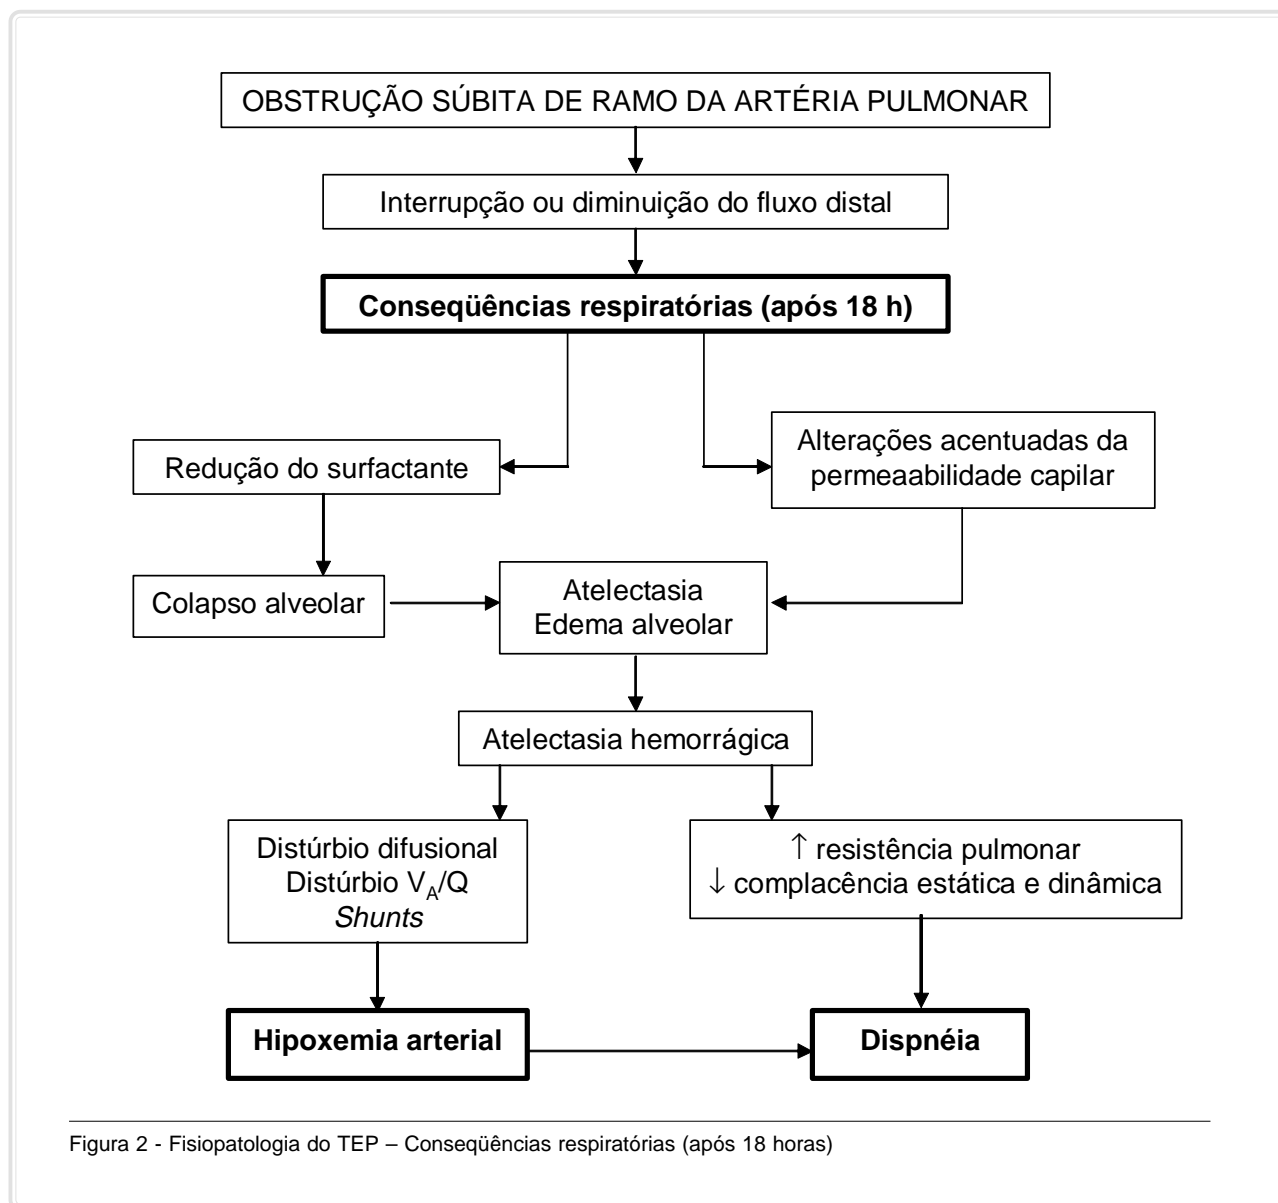 OBSTRUÇÃO SÚBITA DE RAMO DA ARTÉRIA PULMONAR
Interrupção ou diminuição do fluxo distal
Conseqüências respiratórias (após 18 h)
Redução do surfactante
Alterações acentuadas da
permeaabilidade capilar
Colapso alveolar
Atelectasia
Edema alveolar
Atelectasia hemorrágica
Distúrbio difusional
Distúrbio V_A/Q
Shunts
↑ resistência pulmonar
↓ complacência estática e dinâmica
Hipoxemia arterial
Dispnéia
Figura 2 - Fisiopatologia do TEP – Conseqüências respiratórias (após 18 horas)